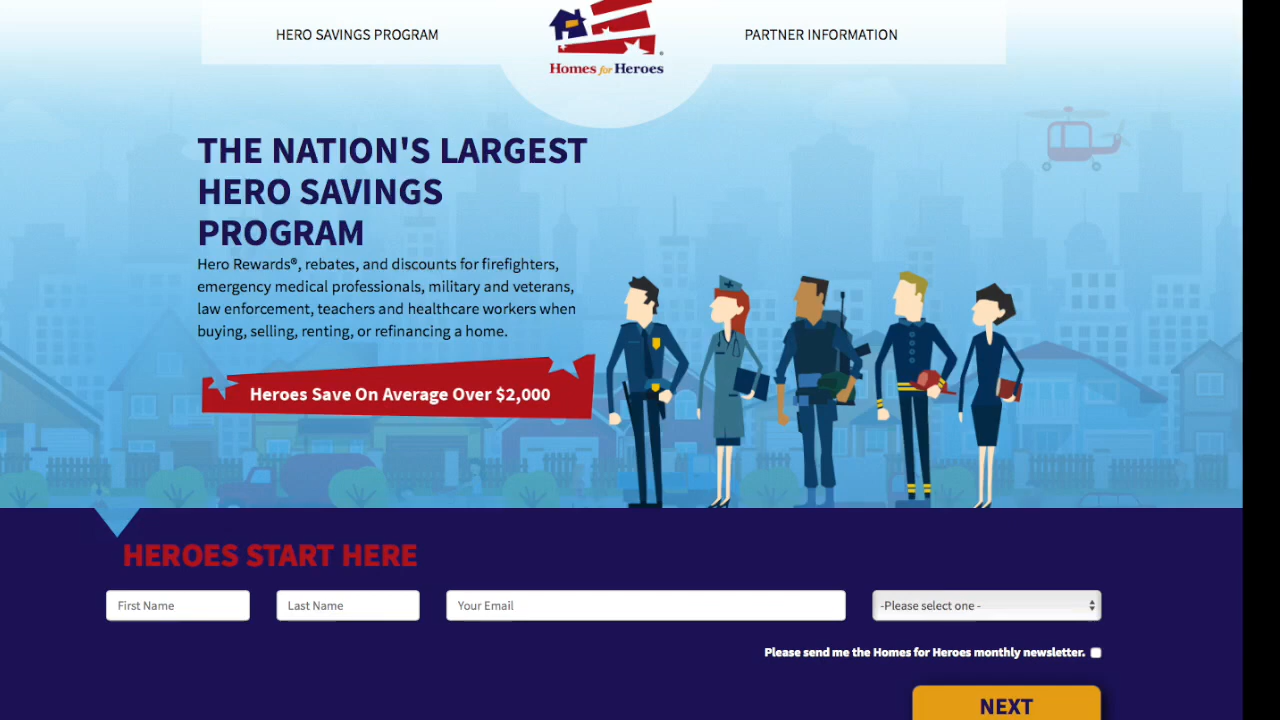 HERO SAVINGS PROGRAM
Homes for Heroes
®
PARTNER INFORMATION
THE NATION'S LARGEST
HERO SAVINGS
PROGRAM
Hero Rewards®, rebates, and discounts for firefighters,
emergency medical professionals, military and veterans,
law enforcement, teachers and healthcare workers when
buying, selling, renting, or refinancing a home.
Heroes Save On Average Over $2,000
HEROES START HERE
First Name
Last Name
Your Email
-Please select one -
Please send me the Homes for Heroes monthly newsletter.
NEXT